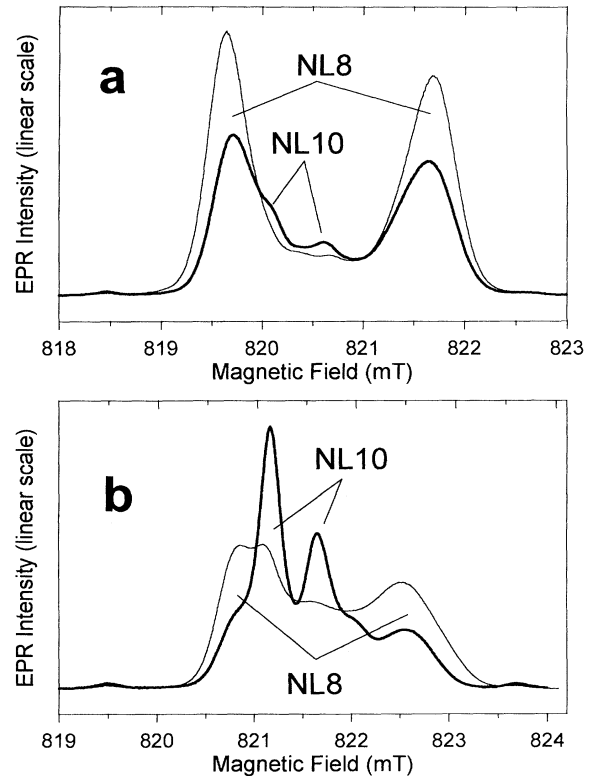 a
NL8
NL10
EPR Intensity (linear scale)
818 819 820 821 822 823
Magnetic Field (mT)
b
NL10
NL8
EPR Intensity (linear scale)
819 820 821 822 823 824
Magnetic Field (mT)